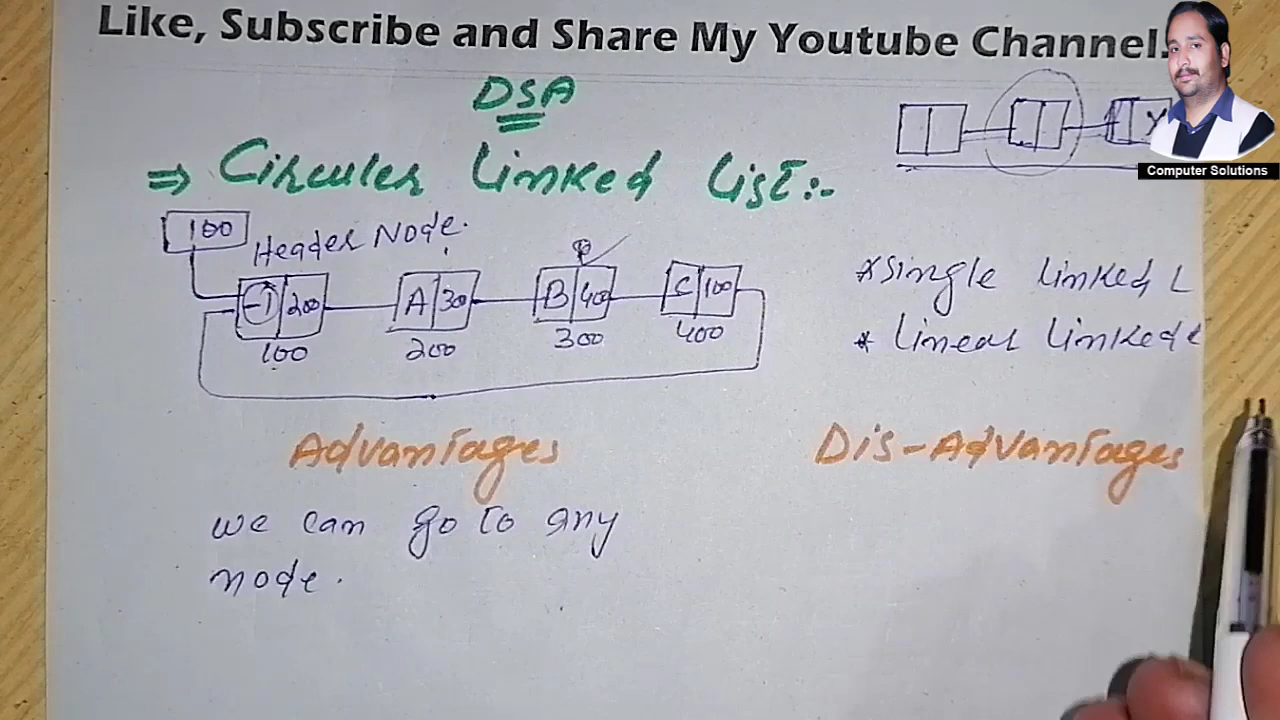 Like, Subscribe and Share My Youtube Channel.
DSA
X
⇒ Circuler Linked List:-
Computer Solutions
100
Header Node.
-1 200 A 30 B 400 C 100
100 200 300 400
*single linked L
* linear linked
Advantages
Dis-Advantages
we can go to any
node.